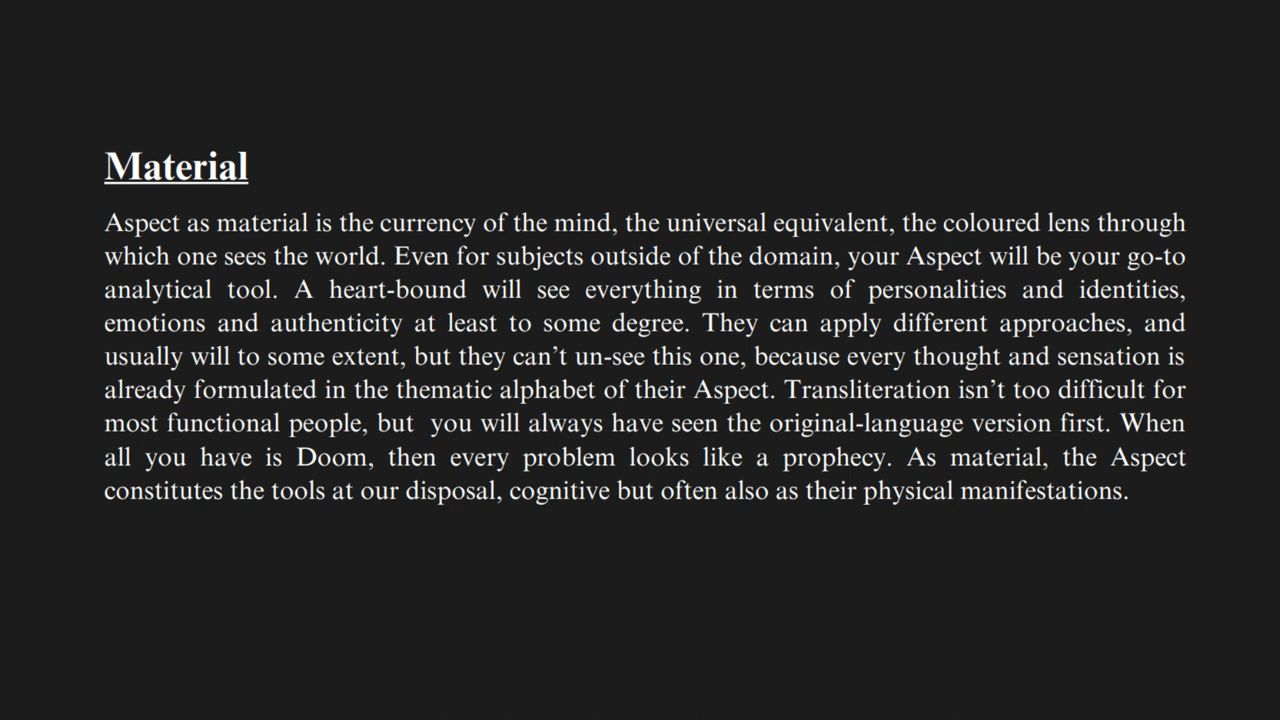 Material
Aspect as material is the currency of the mind, the universal equivalent, the coloured lens through
which one sees the world. Even for subjects outside of the domain, your Aspect will be your go-to
analytical tool. A heart-bound will see everything in terms of personalities and identities,
emotions and authenticity at least to some degree. They can apply different approaches, and
usually will to some extent, but they can’t un-see this one, because every thought and sensation is
already formulated in the thematic alphabet of their Aspect. Transliteration isn’t too difficult for
most functional people, but  you will always have seen the original-language version first. When
all you have is Doom, then every problem looks like a prophecy. As material, the Aspect
constitutes the tools at our disposal, cognitive but often also as their physical manifestations.